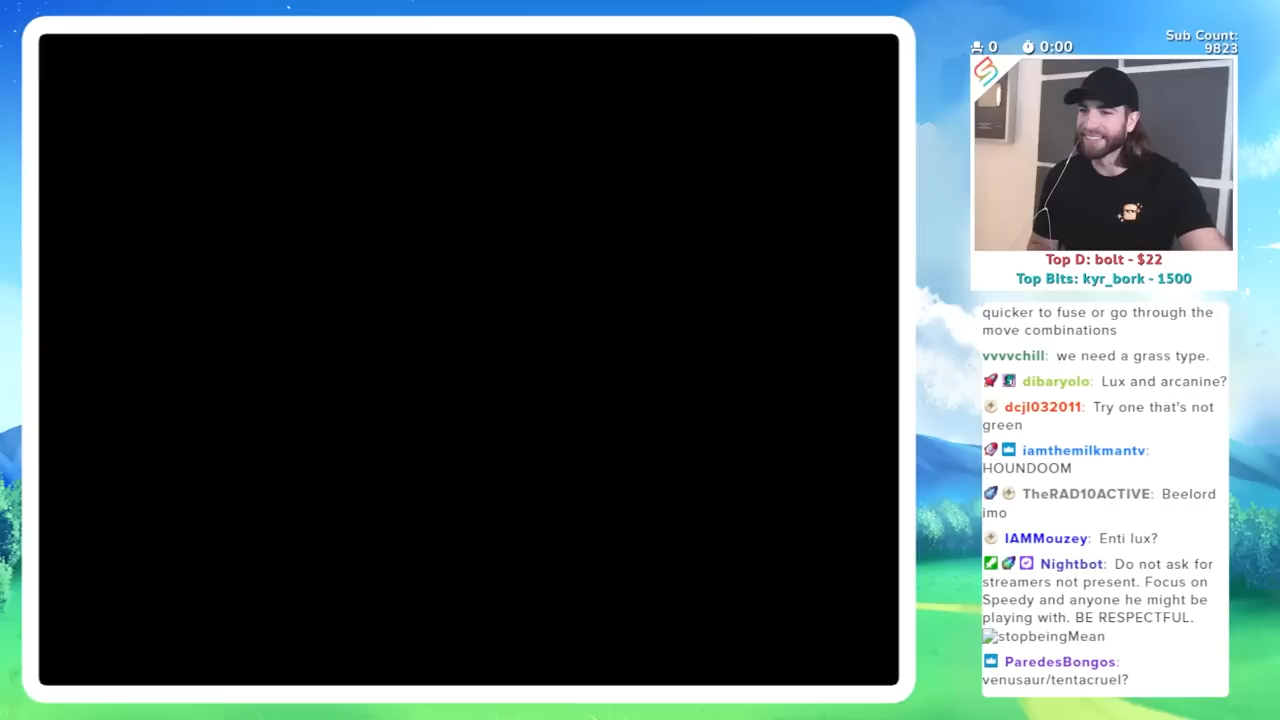 Sub Count:
0 0:00 9823
Top D: bolt - $22
Top Bits: kyr_bork - 1500
quicker to fuse or go through the
move combinations
vvvvchill: we need a grass type.
dibaryolo: Lux and arcanine?
dcjl032011: Try one that's not
green
iamthemilkmantv:
HOUNDOOM
TheRAD10ACTIVE: Beelord
imo
IAMMouzey: Enti lux?
Nightbot: Do not ask for
streamers not present. Focus on
Speedy and anyone he might be
playing with. BE RESPECTFUL.
stopbeingMean
ParedesBongos:
venusaur/tentacruel?